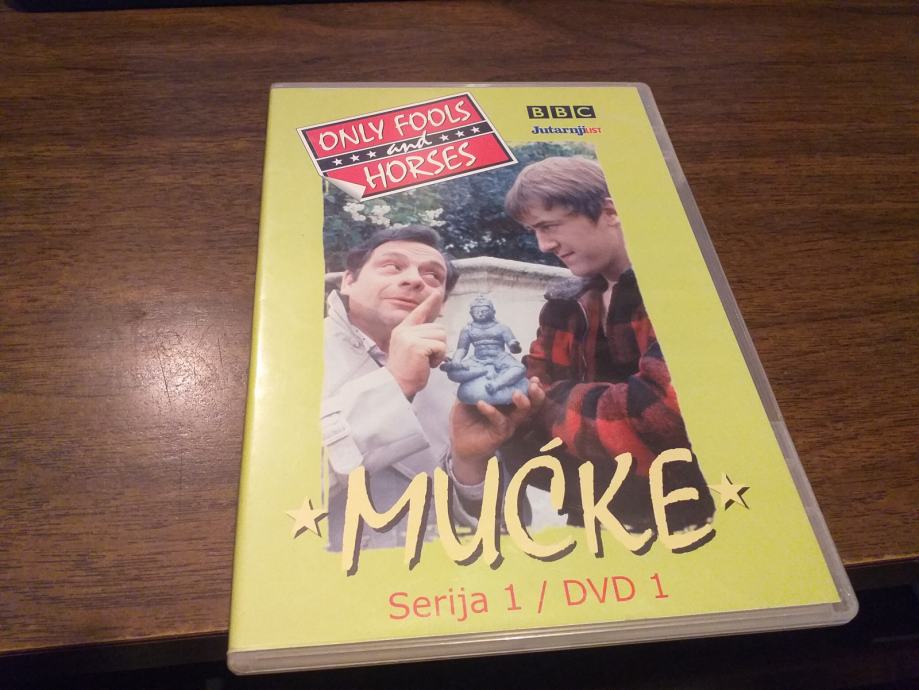 ONLY FOOLS
and
HORSES
BBC
Jutarnji LIST
MUĆKE
Serija 1 / DVD 1